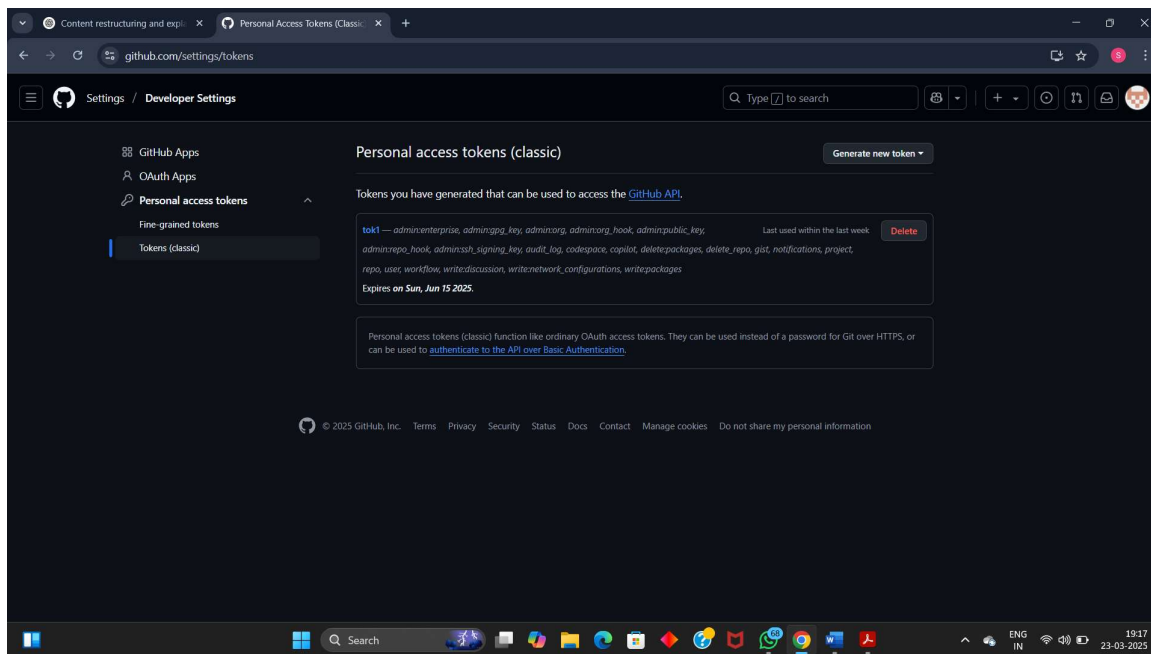 Content restructuring and expl
Personal Access Tokens (Classic
github.com/settings/tokens
S
Settings / Developer Settings
Type / to search
GitHub Apps
OAuth Apps
Personal access tokens
Fine-grained tokens
Tokens (classic)
Personal access tokens (classic)
Generate new token
Tokens you have generated that can be used to access the GitHub API.
tok1 — admin:enterprise, admin:gpg_key, admin:org, admin:org_hook, admin:public_key,
Last used within the last week
Delete
admin:repo_hook, admin:ssh_signing_key, audit_log, codespace, copilot, delete:packages, delete_repo, gist, notifications, project,
repo, user, workflow, write:discussion, write:network_configurations, write:packages
Expires on Sun, Jun 15 2025.
Personal access tokens (classic) function like ordinary OAuth access tokens. They can be used instead of a password for Git over HTTPS, or
can be used to authenticate to the API over Basic Authentication.
© 2025 GitHub, Inc. Terms Privacy Security Status Docs Contact Manage cookies Do not share my personal information
Search
68
ENG
IN
19:17
23-03-2025